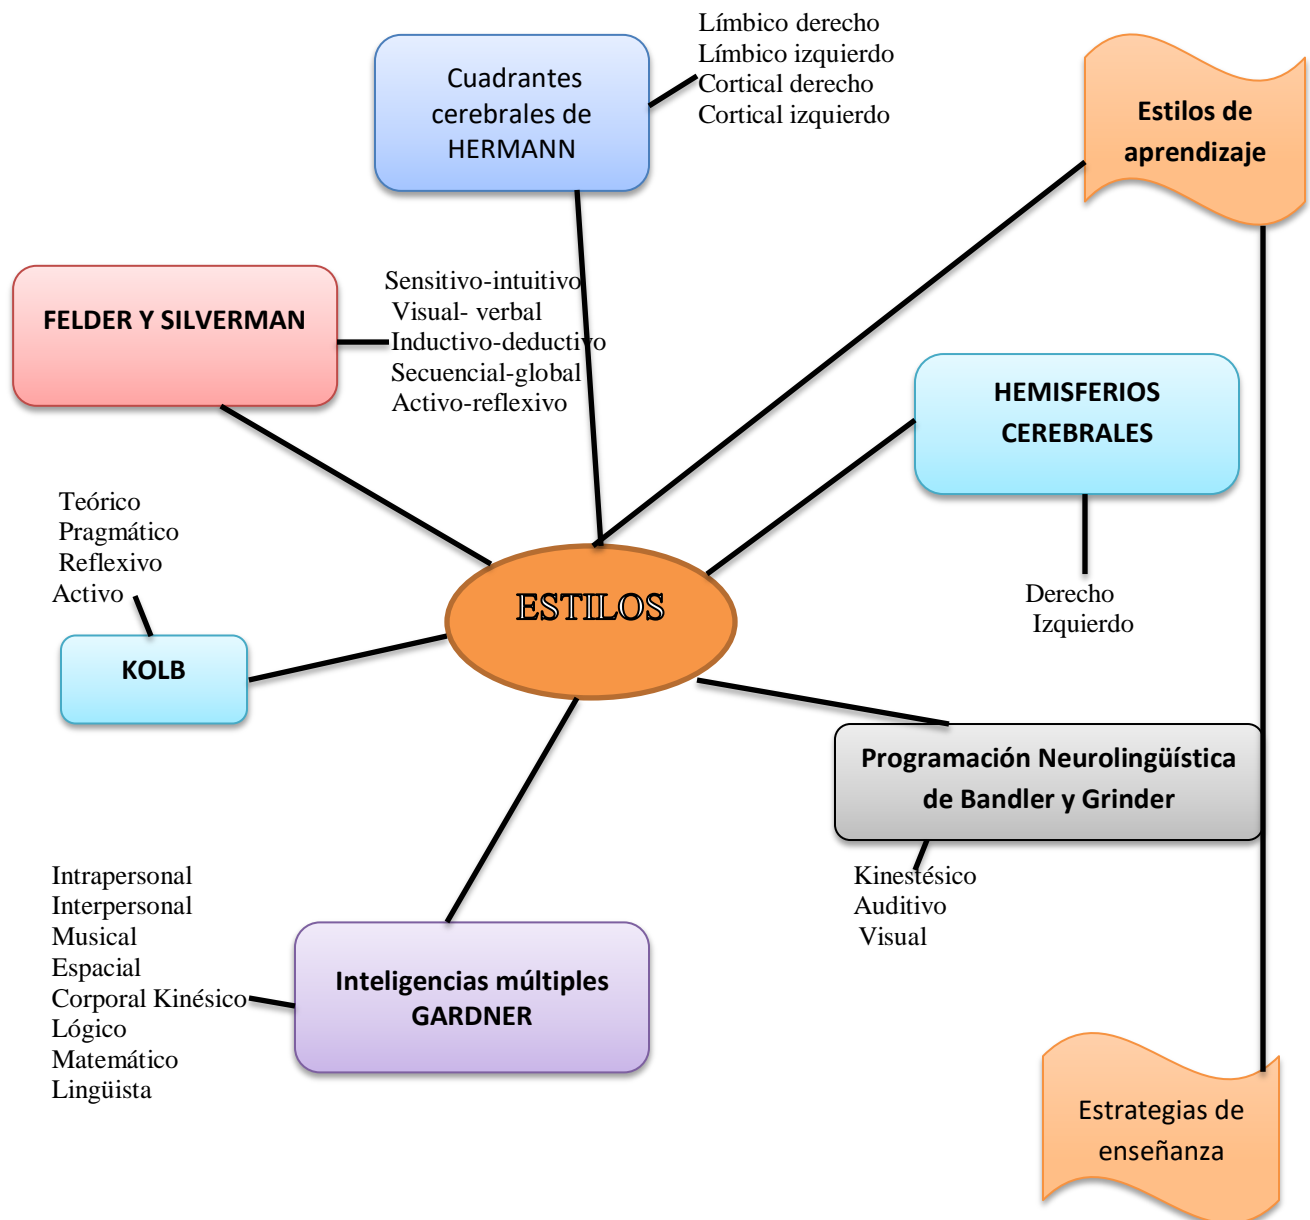 Límbico derecho
Límbico izquierdo
Cortical derecho
Cortical izquierdo
Cuadrantes
cerebrales de
HERMANN
Estilos de
aprendizaje
FELDER Y SILVERMAN
Sensitivo-intuitivo
Visual- verbal
Inductivo-deductivo
Secuencial-global
Activo-reflexivo
HEMISFERIOS
CEREBRALES
Derecho
Izquierdo
Teórico
Pragmático
Reflexivo
Activo
KOLB
ESTILOS
Programación Neurolingüística
de Bandler y Grinder
Kinestésico
Auditivo
Visual
Intrapersonal
Interpersonal
Musical
Espacial
Corporal Kinésico
Lógico
Matemático
Lingüista
Inteligencias múltiples
GARDNER
Estrategias de
enseñanza